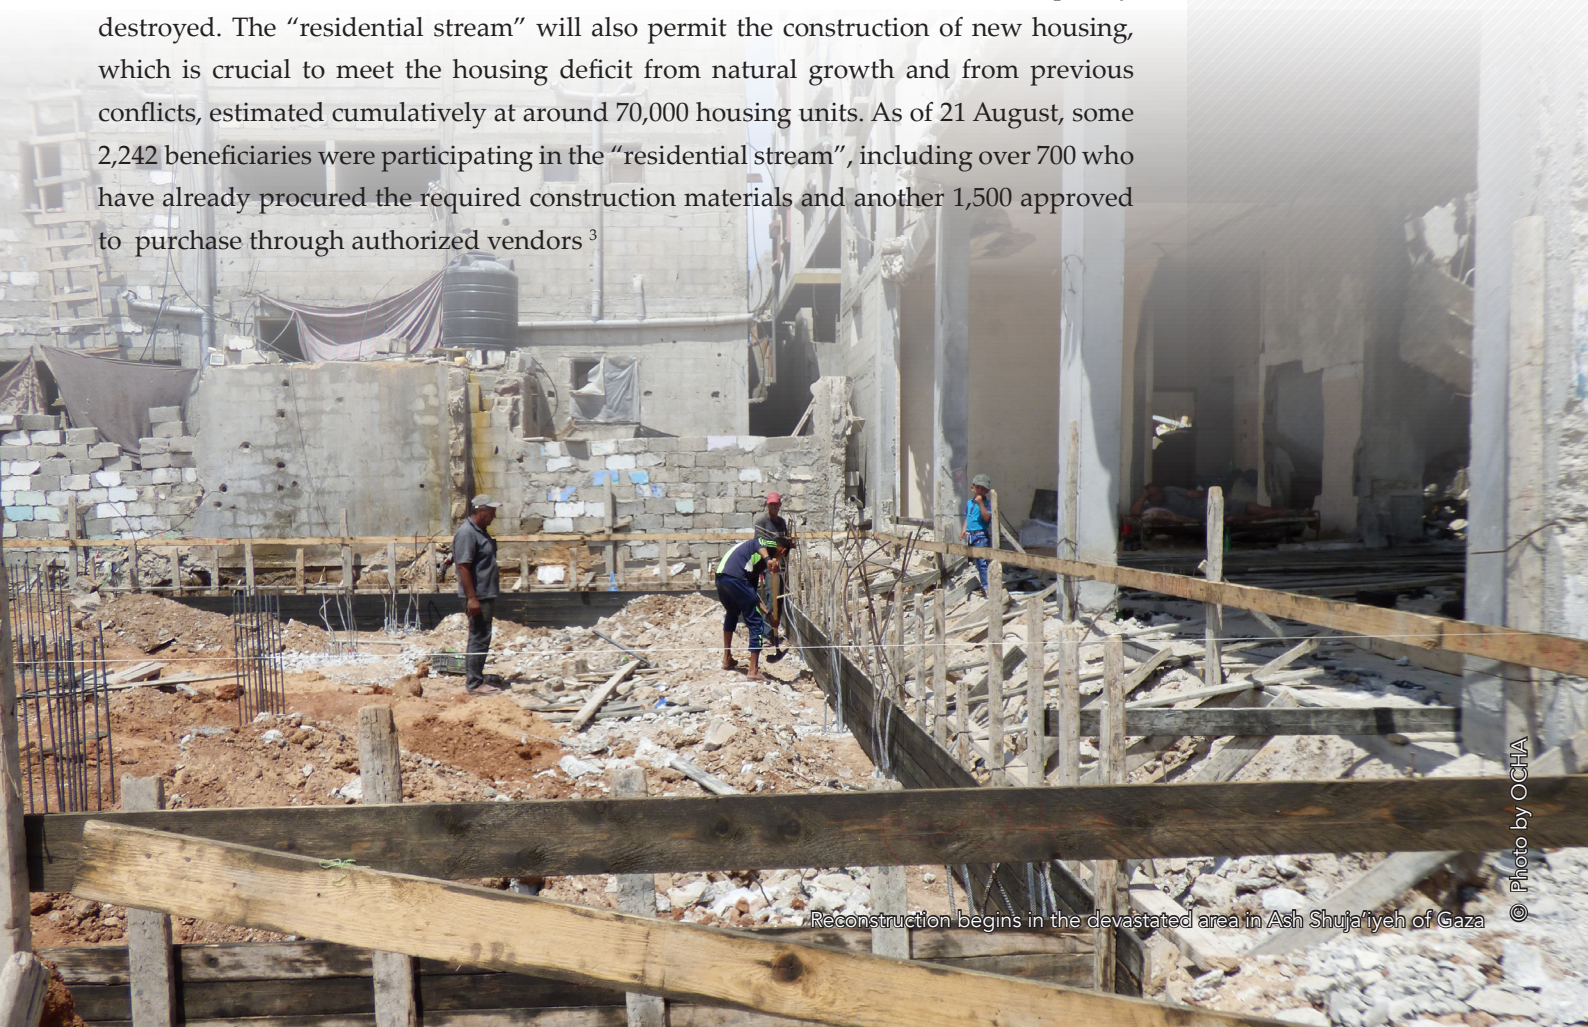 destroyed. The “residential stream” will also permit the construction of new housing,
which is crucial to meet the housing deficit from natural growth and from previous
conflicts, estimated cumulatively at around 70,000 housing units. As of 21 August, some
2,242 beneficiaries were participating in the “residential stream”, including over 700 who
have already procured the required construction materials and another 1,500 approved
to purchase through authorized vendors 3
© Photo by OCHA
Reconstruction begins in the devastated area in Ash Shuja’iyeh of Gaza